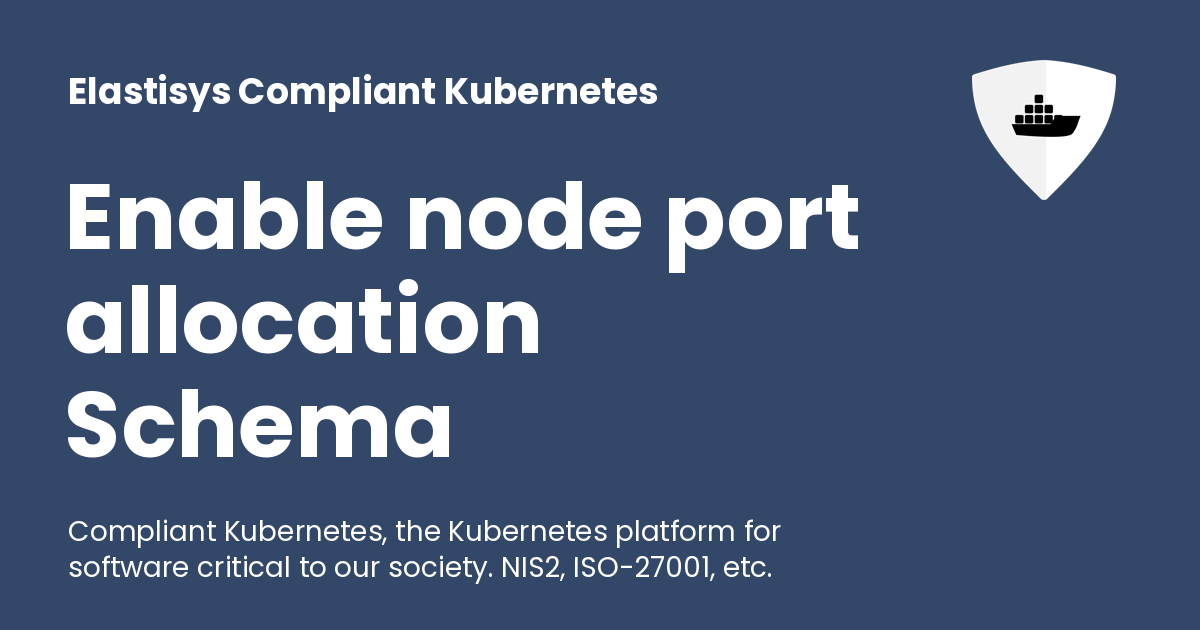 Elastisys Compliant Kubernetes
Enable node port
allocation
Schema
Compliant Kubernetes, the Kubernetes platform for
software critical to our society. NIS2, ISO-27001, etc.